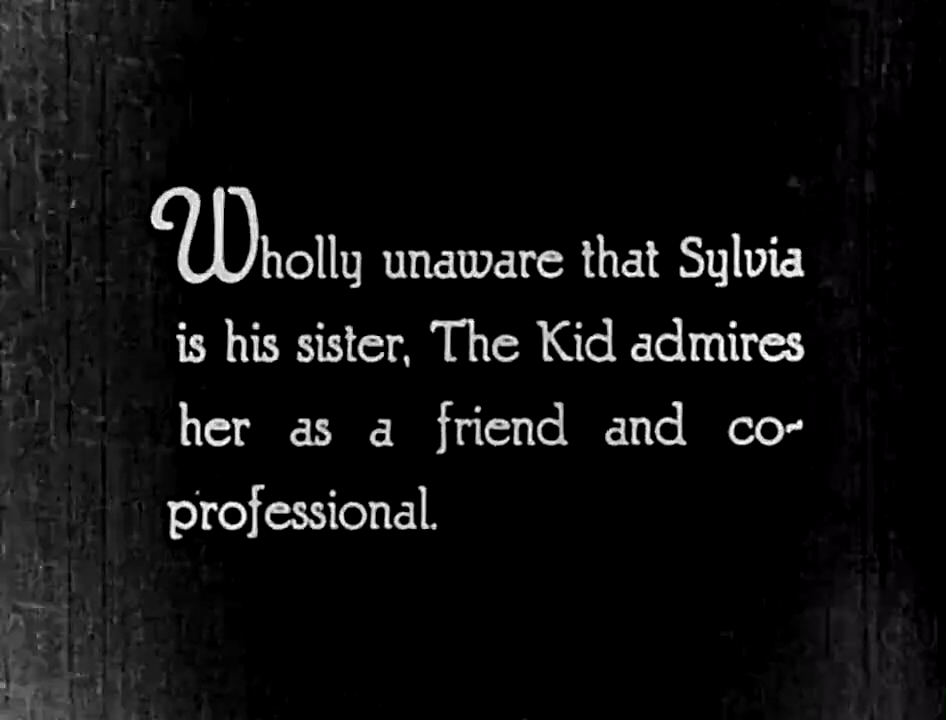 Wholly unaware that Sylvia
is his sister, The Kid admires
her as a friend and co-
professional.